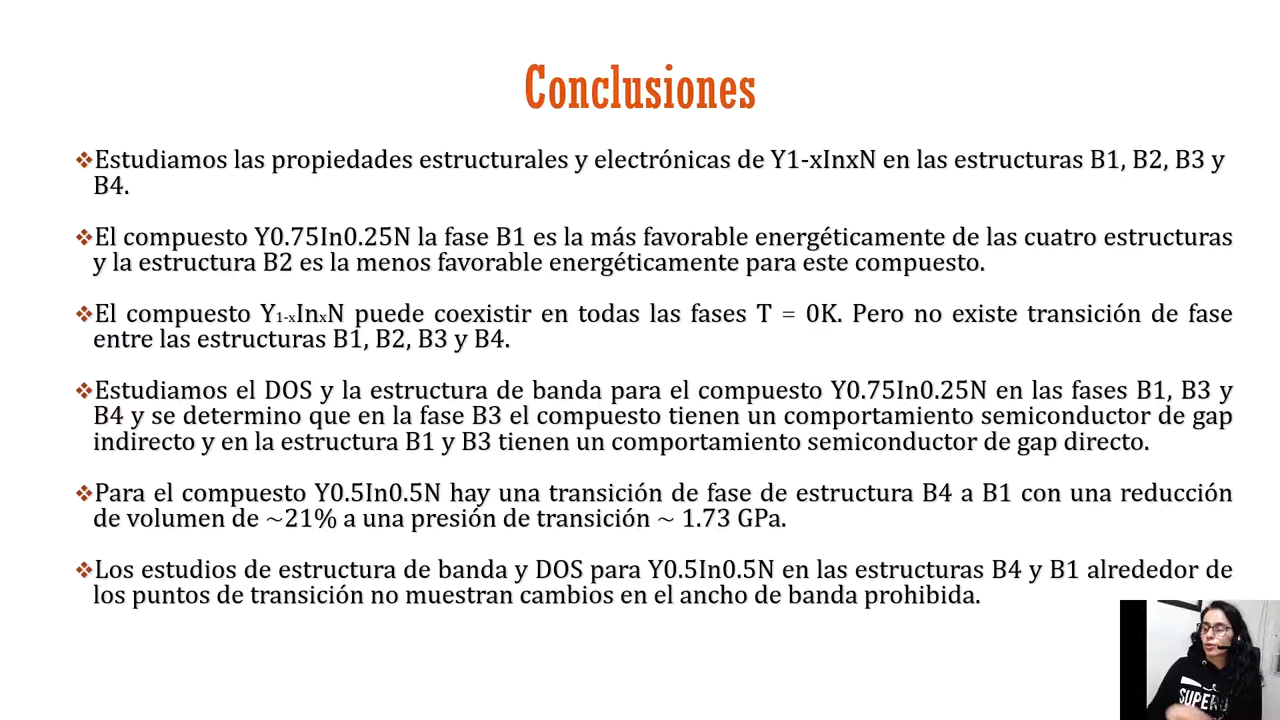 Conclusiones
Estudiamos las propiedades estructurales y electrónicas de Y1-xInxN en las estructuras B1, B2, B3 y
B4.
El compuesto Y0.75In0.25N la fase B1 es la más favorable energéticamente de las cuatro estructuras
y la estructura B2 es la menos favorable energéticamente para este compuesto.
El compuesto Y1-xInxN puede coexistir en todas las fases T = 0K. Pero no existe transición de fase
entre las estructuras B1, B2, B3 y B4.
Estudiamos el DOS y la estructura de banda para el compuesto Y0.75In0.25N en las fases B1, B3 y
B4 y se determino que en la fase B3 el compuesto tienen un comportamiento semiconductor de gap
indirecto y en la estructura B1 y B3 tienen un comportamiento semiconductor de gap directo.
Para el compuesto Y0.5In0.5N hay una transición de fase de estructura B4 a B1 con una reducción
de volumen de ~21% a una presión de transición ~ 1.73 GPa.
Los estudios de estructura de banda y DOS para Y0.5In0.5N en las estructuras B4 y B1 alrededor de
los puntos de transición no muestran cambios en el ancho de banda prohibida.